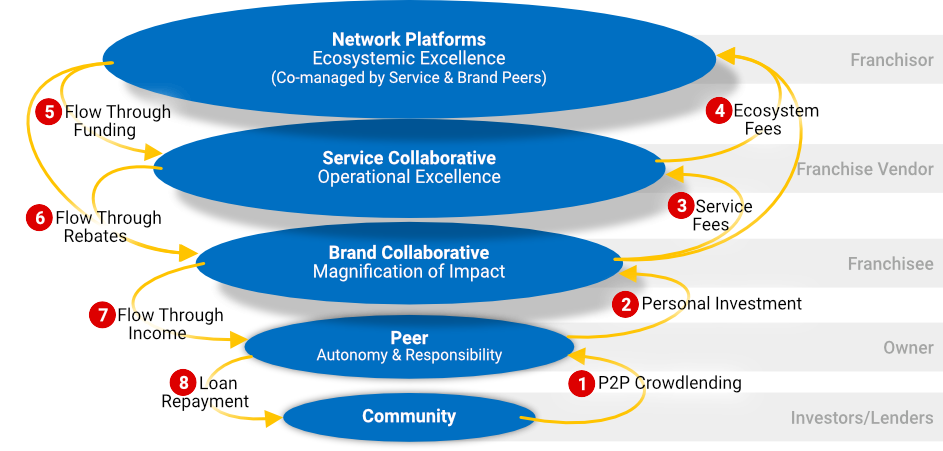 Network Platforms
Ecosystemic Excellence
(Co-managed by Service & Brand Peers)
Franchisor
5 Flow Through
Funding
4 Ecosystem
Fees
Service Collaborative
Operational Excellence
Franchise Vendor
6 Flow Through
Rebates
3 Service
Fees
Brand Collaborative
Magnification of Impact
Franchisee
7 Flow Through
Income
2 Personal Investment
Peer
Autonomy & Responsibility
Owner
8 Loan
Repayment
1 P2P Crowdlending
Community
Investors/Lenders